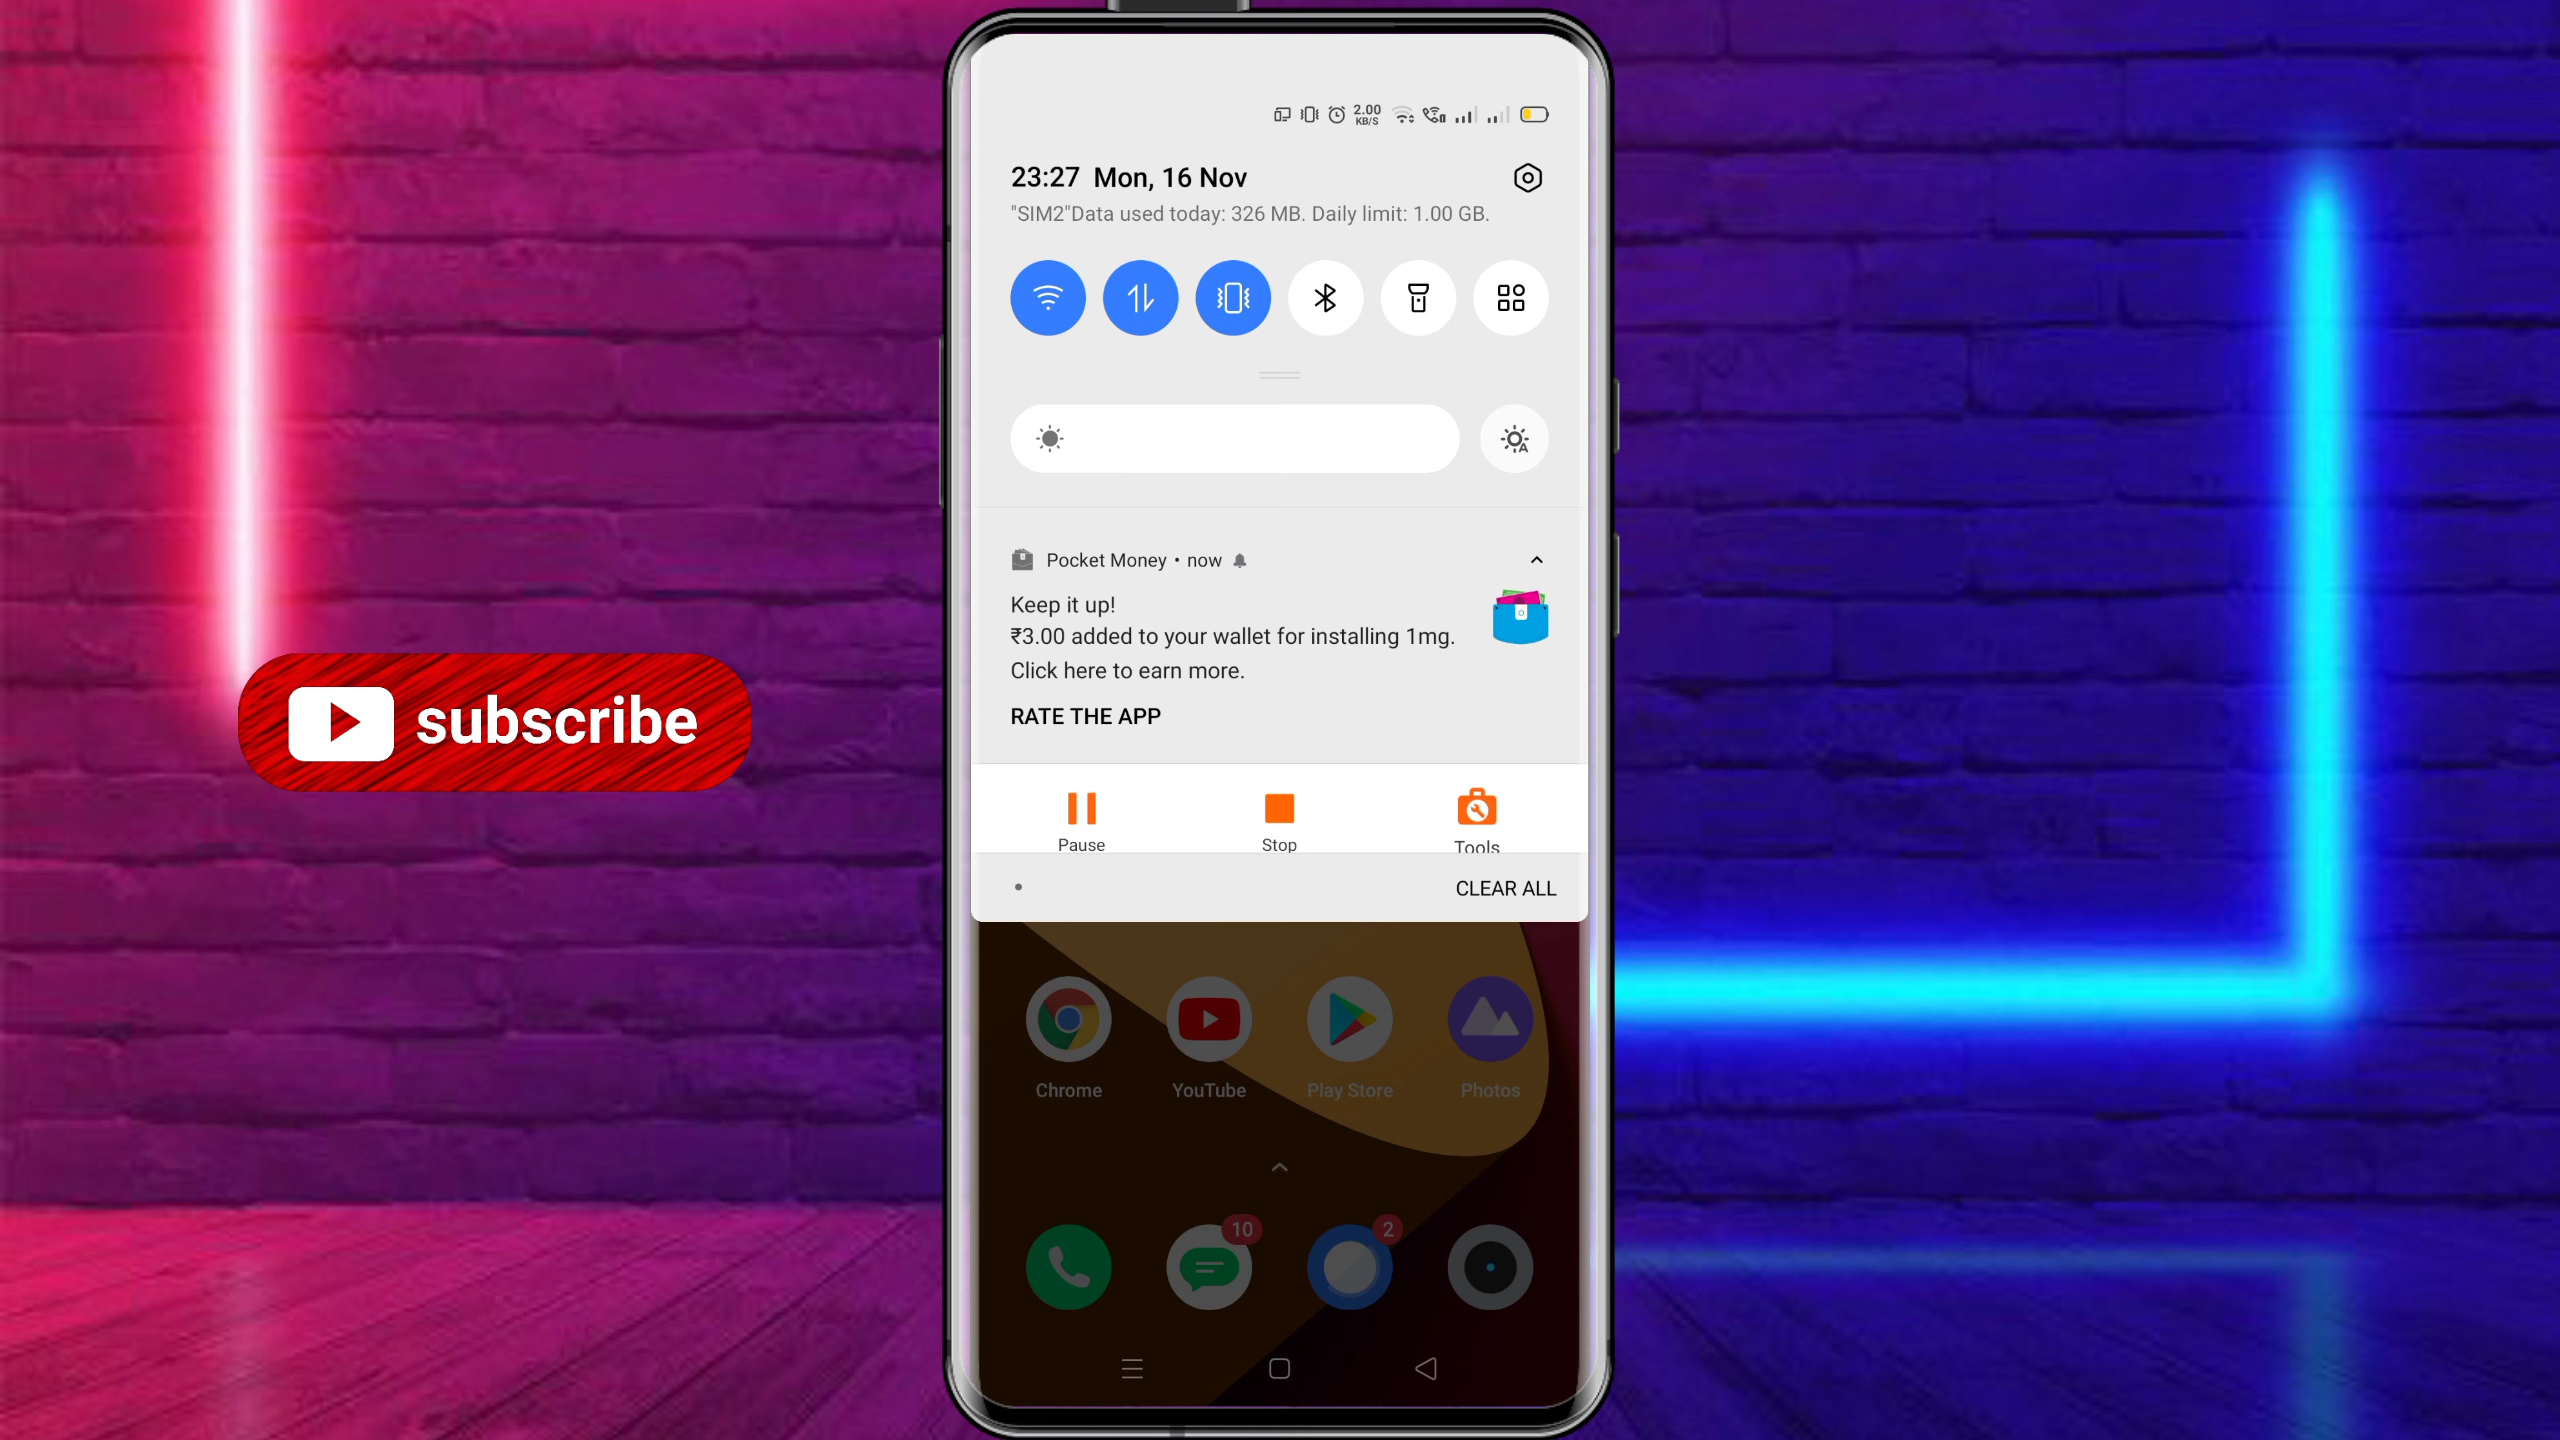 2.00
KB/S
23:27 Mon, 16 Nov
"SIM2"Data used today: 326 MB. Daily limit: 1.00 GB.
Pocket Money • now
Keep it up!
₹3.00 added to your wallet for installing 1mg.
Click here to earn more.
RATE THE APP
subscribe
Pause Stop Tools
CLEAR ALL
Chrome YouTube Play Store Photos
10 2